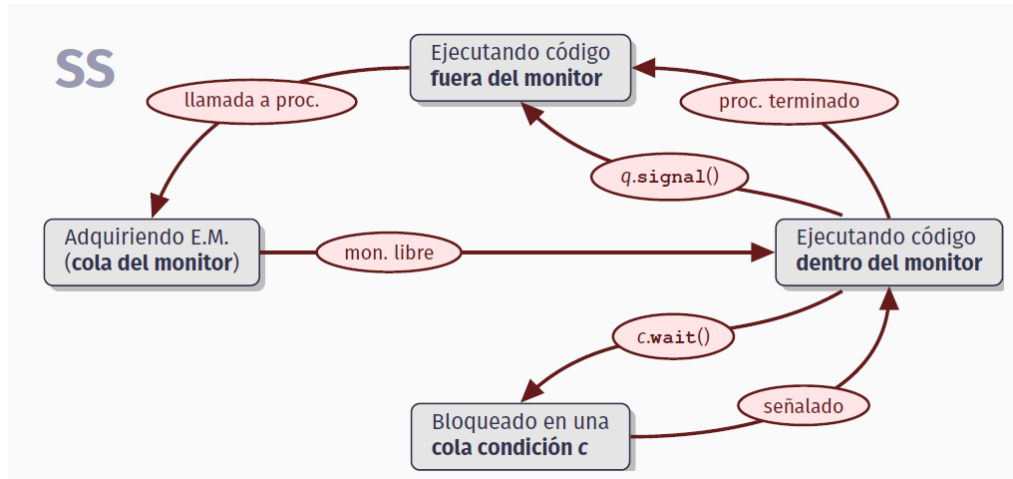 SS
Ejecutando código
fuera del monitor
llamada a proc.
proc. terminado
q.signal()
Adquiriendo E.M.
(cola del monitor)
mon. libre
Ejecutando código
dentro del monitor
c.wait()
señalado
Bloqueado en una
cola condición c